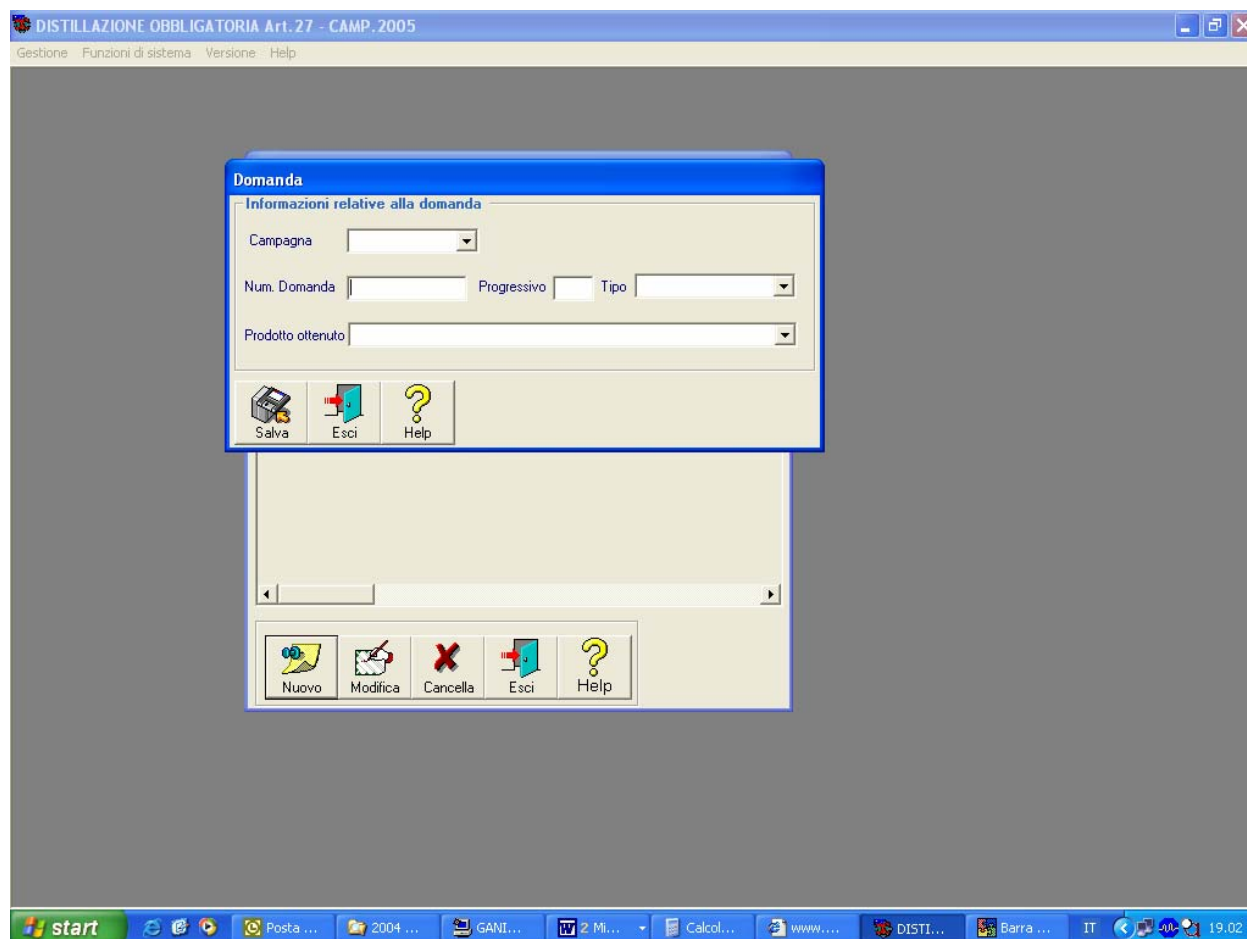 DISTILLAZIONE OBBLIGATORIA Art.27 - CAMP.2005
Gestione Funzioni di sistema Versione Help
Domanda
Informazioni relative alla domanda
Campagna
Num. Domanda Progressivo Tipo
Prodotto ottenuto
Salva Esci Help
Nuovo Modifica Cancella Esci Help
start Posta ... 2004 ... GANI... 2 Mi... Calcol... www.... DISTI... Barra ... IT 19.02